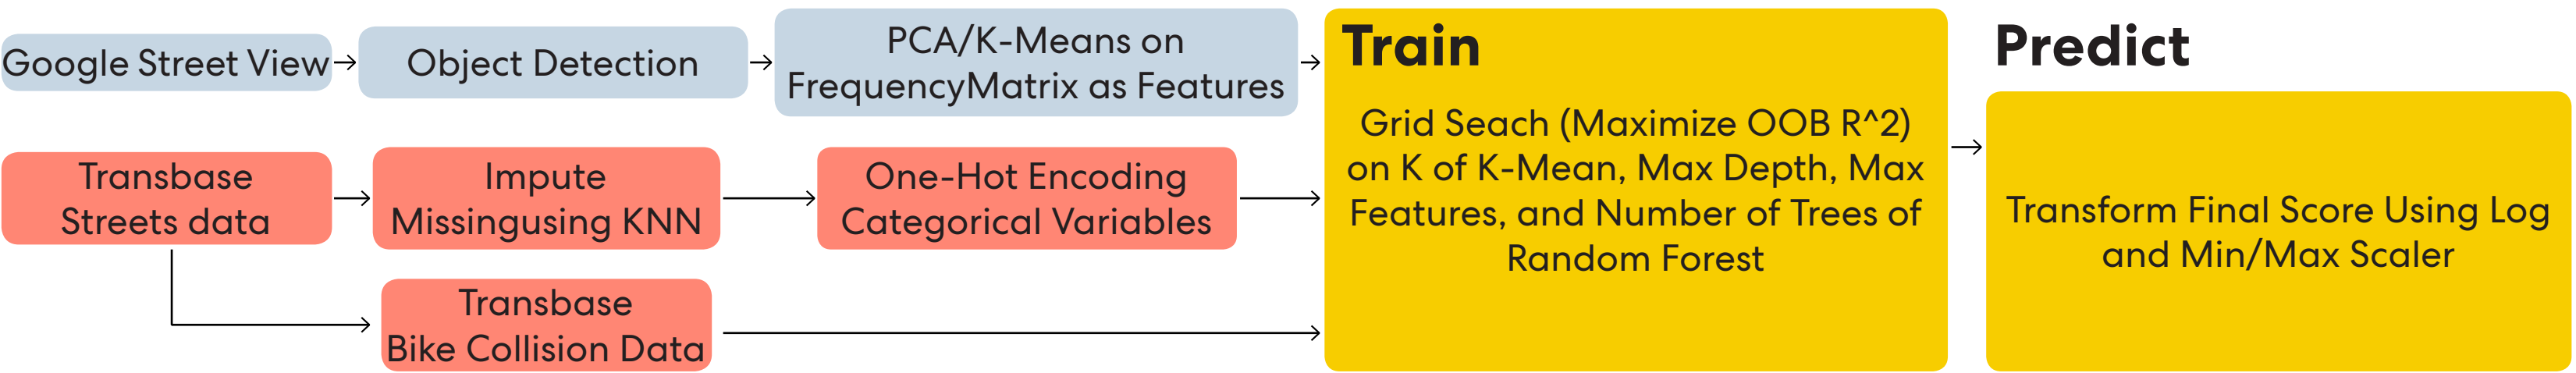 Google Street View
Object Detection
PCA/K-Means on
FrequencyMatrix as Features
Transbase
Streets data
Impute
Missingusing KNN
One-Hot Encoding
Categorical Variables
Transbase
Bike Collision Data
Train
Grid Seach (Maximize OOB R^2)
on K of K-Mean, Max Depth, Max
Features, and Number of Trees of
Random Forest
Predict
Transform Final Score Using Log
and Min/Max Scaler